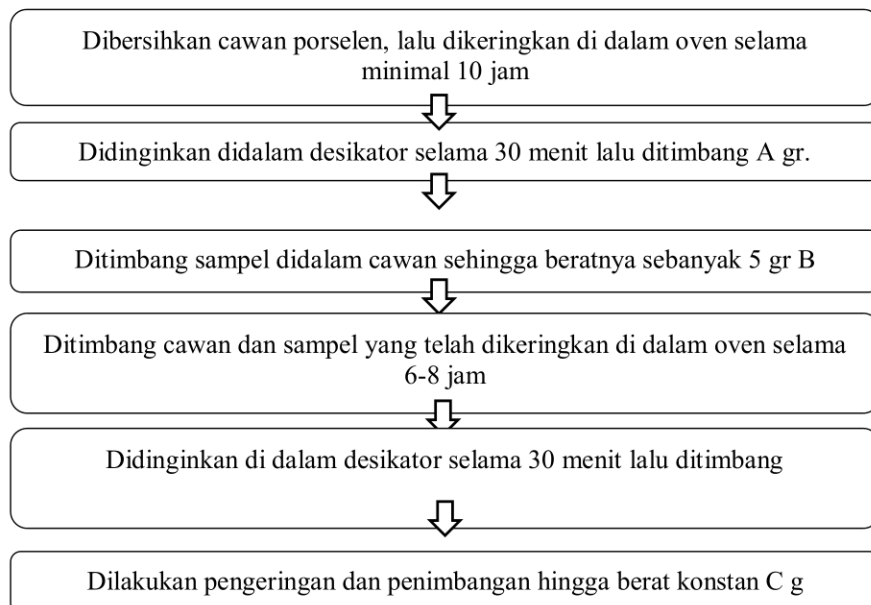 Dibersihkan cawan porselen, lalu dikeringkan di dalam oven selama
minimal 10 jam
Didinginkan didalam desikator selama 30 menit lalu ditimbang A gr.
Ditimbang sampel didalam cawan sehingga beratnya sebanyak 5 gr B
Ditimbang cawan dan sampel yang telah dikeringkan di dalam oven selama
6-8 jam
Didinginkan di dalam desikator selama 30 menit lalu ditimbang
Dilakukan pengeringan dan penimbangan hingga berat konstan C g